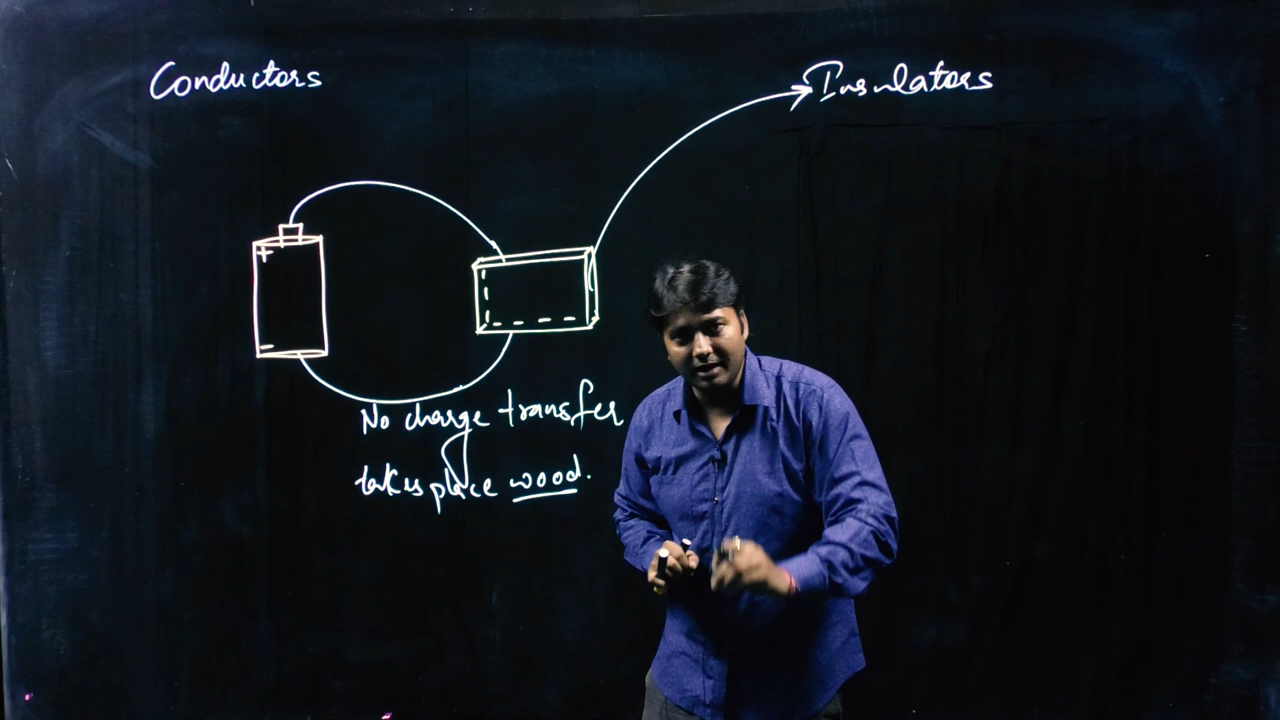 Conductors
Insulators
+
-
No charge transfer
takes place wood.